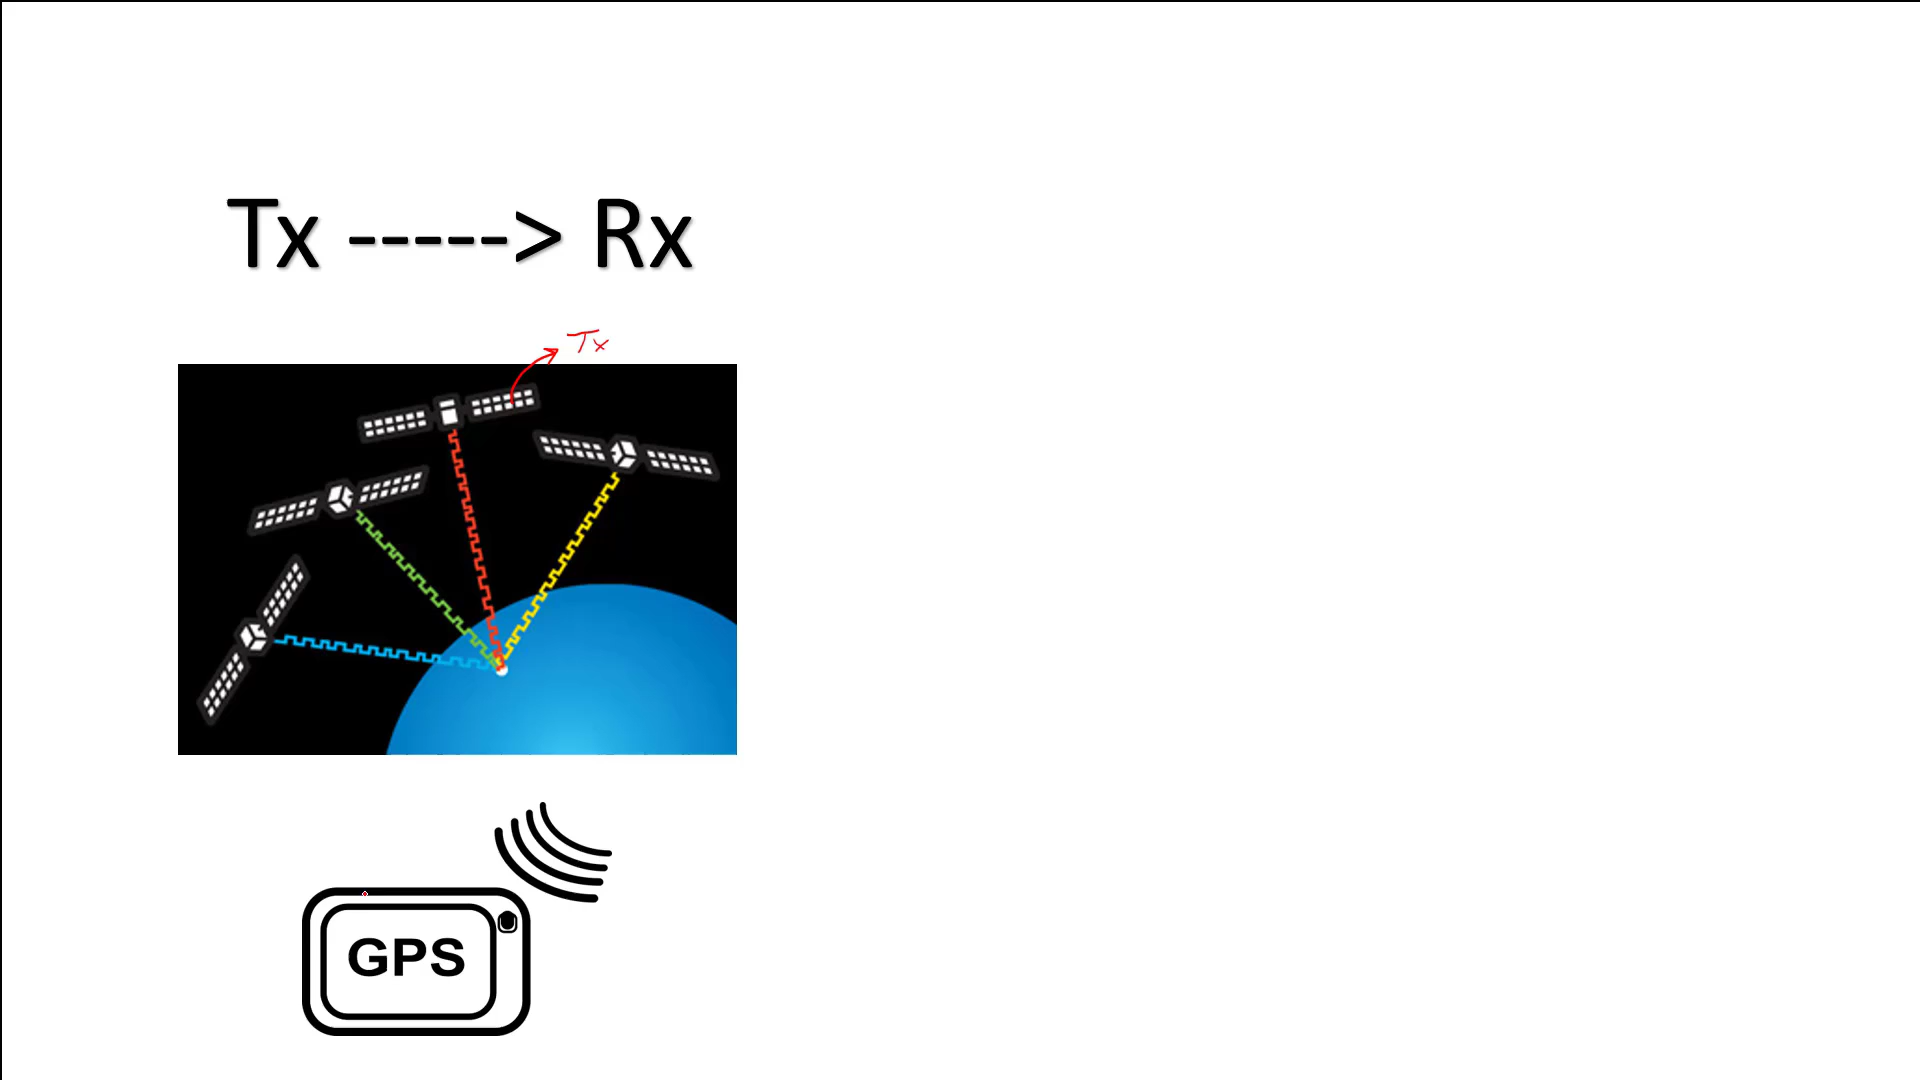 Tx -----> Rx
Tx
GPS